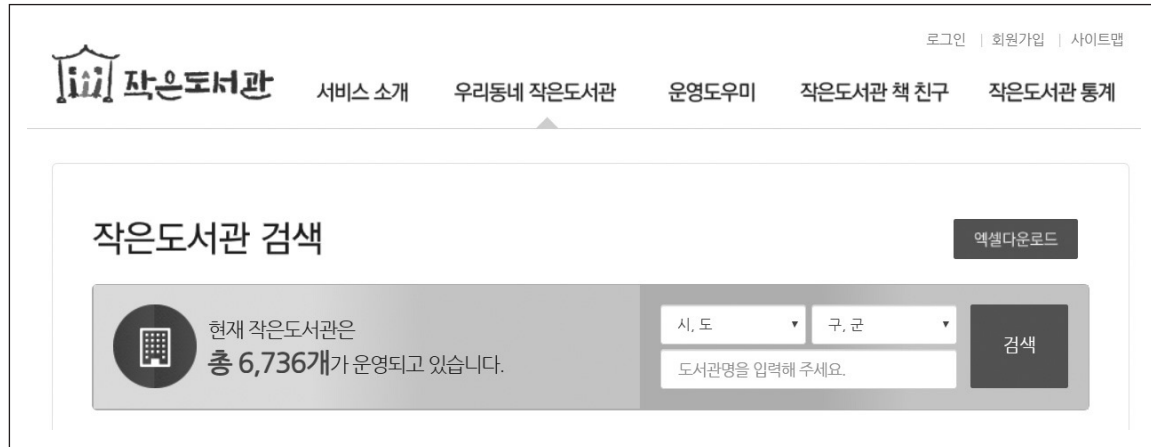 로그인 | 회원가입 | 사이트맵
작은도서관
서비스 소개 우리동네 작은도서관 운영도우미 작은도서관 책 친구 작은도서관 통계
작은도서관 검색
엑셀다운로드
현재 작은도서관은
총 6,736개가 운영되고 있습니다.
시, 도 구, 군
도서관명을 입력해 주세요.
검색